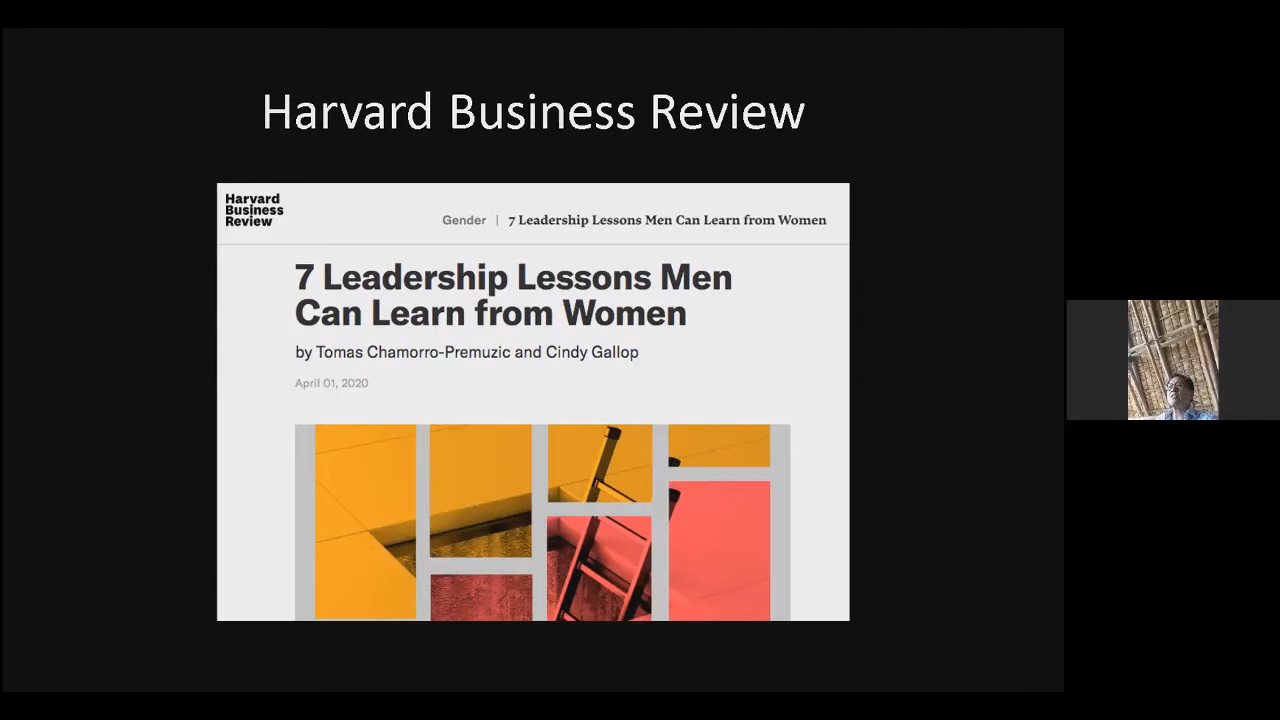 Harvard Business Review
Harvard
Business
Review
Gender | 7 Leadership Lessons Men Can Learn from Women
7 Leadership Lessons Men
Can Learn from Women
by Tomas Chamorro-Premuzic and Cindy Gallop
April 01, 2020